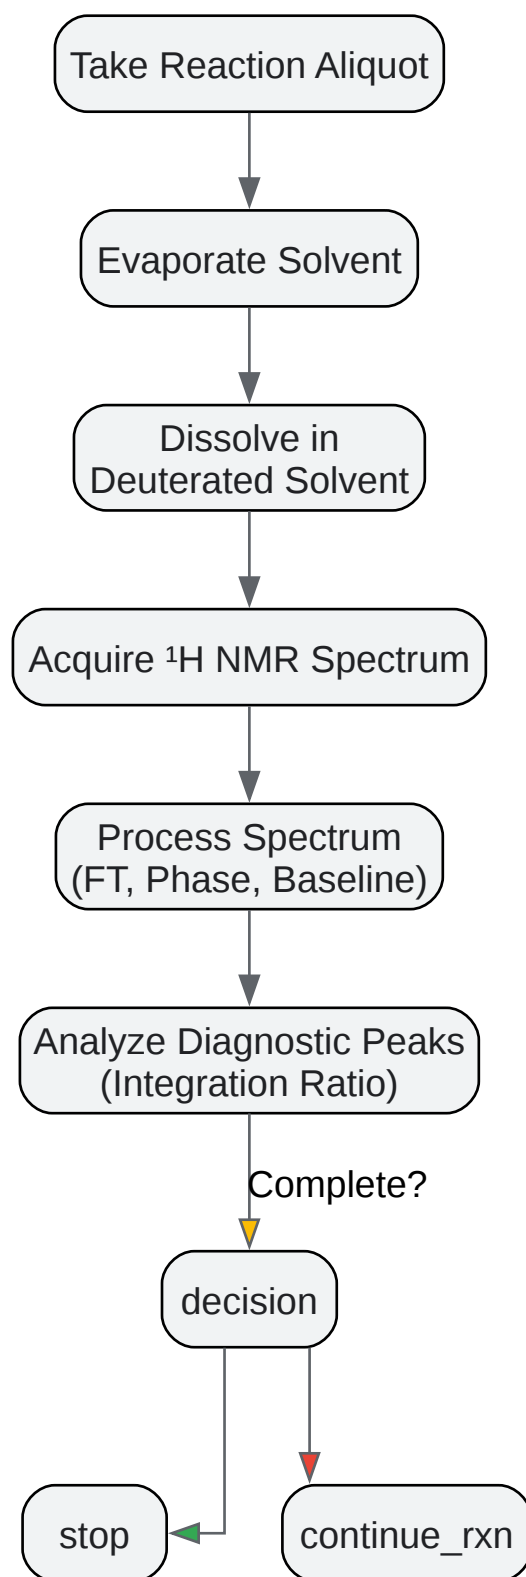 Take Reaction Aliquot
Evaporate Solvent
Dissolve in
Deuterated Solvent
Acquire ¹H NMR Spectrum
Process Spectrum
(FT, Phase, Baseline)
Analyze Diagnostic Peaks
(Integration Ratio)
Complete?
decision
stop
continue_rxn